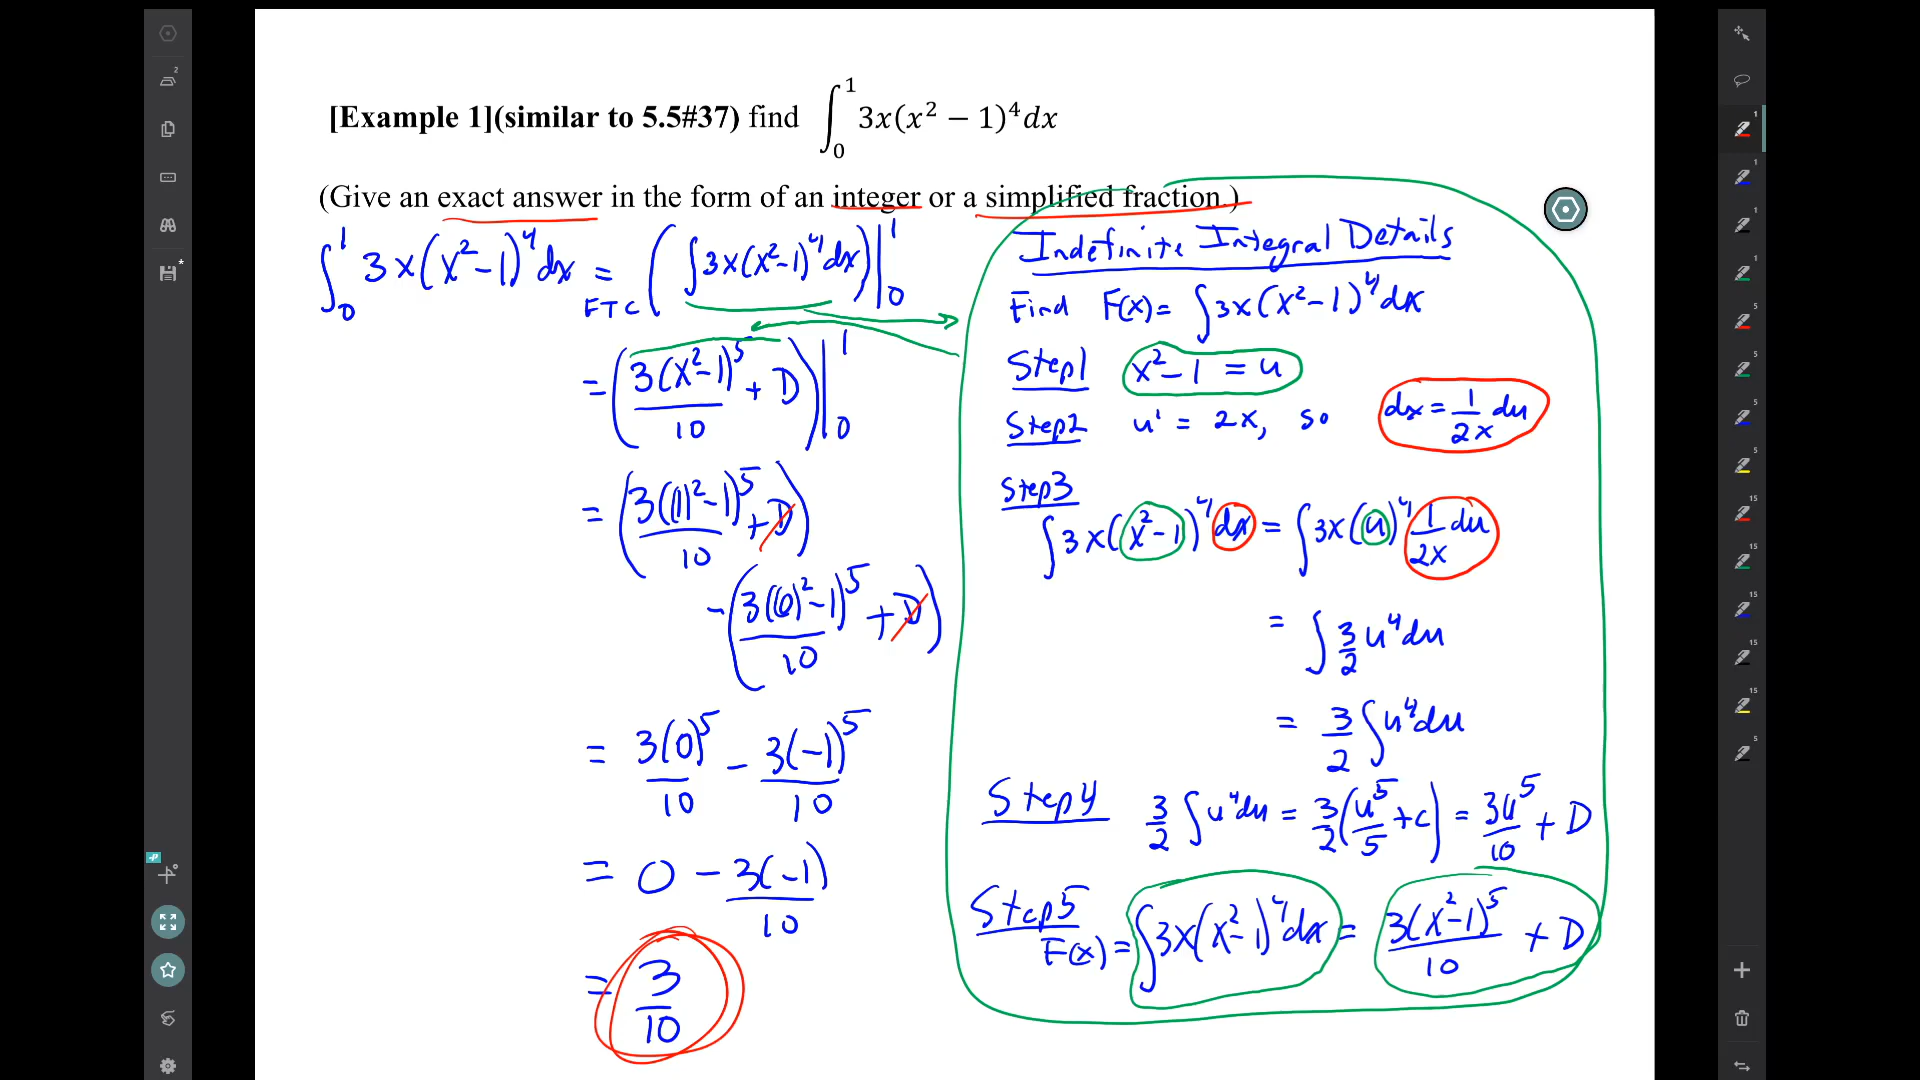 [Example 1](similar to 5.5#37) find ∫₀¹ 3x(x² − 1)⁴dx
(Give an exact answer in the form of an integer or a simplified fraction.)
∫₀¹ 3x(x²-1)⁴dx = (∫3x(x²-1)⁴dx)|₀¹
FTC
= (3(x²-1)⁵/10 + D)|₀¹
= (3((1)²-1)⁵/10 + D)
- (3((0)²-1)⁵/10 + D)
= 3(0)⁵/10 - 3(-1)⁵/10
= 0 - 3(-1)/10
= 3/10
Indefinite Integral Details
Find F(x) = ∫3x(x²-1)⁴dx
Step1 x²-1 = u
Step2 u' = 2x, so dx = 1/2x du
Step3
∫3x(x²-1)⁴dx = ∫3x(u)⁴ 1/2x du
= ∫ 3/2 u⁴du
= 3/2 ∫u⁴du
Step4 3/2 ∫u⁴du = 3/2(u⁵/5 + c) = 3u⁵/10 + D
Step5
F(x) = ∫3x(x²-1)⁴dx = 3(x²-1)⁵/10 + D